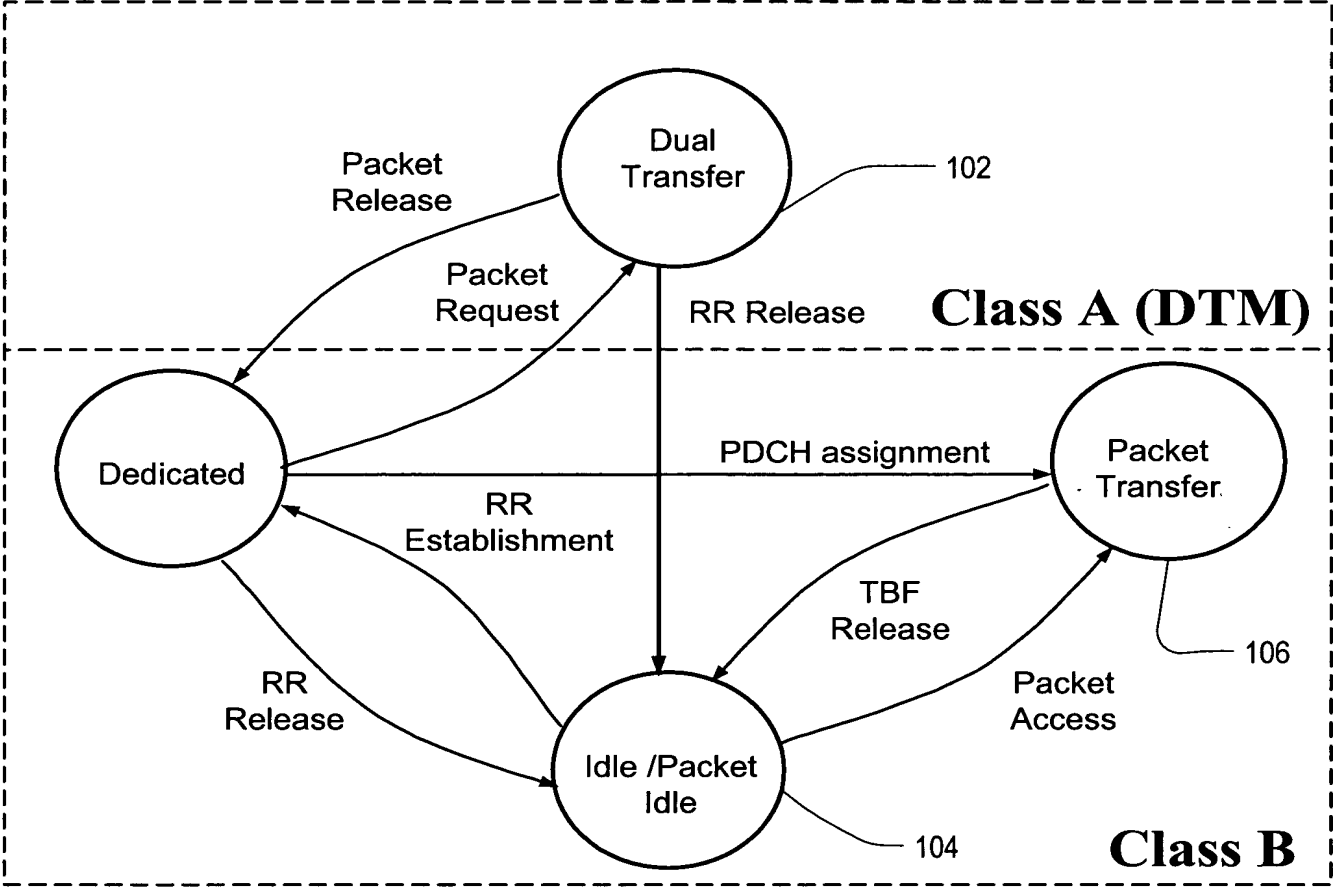 Dual
Transfer
102
Packet
Release
Packet
Request
RR Release
Class A (DTM)
Dedicated
PDCH assignment
Packet
Transfer
RR
Establishment
TBF
Release
106
RR
Release
Packet
Access
Idle /Packet
Idle
104
Class B